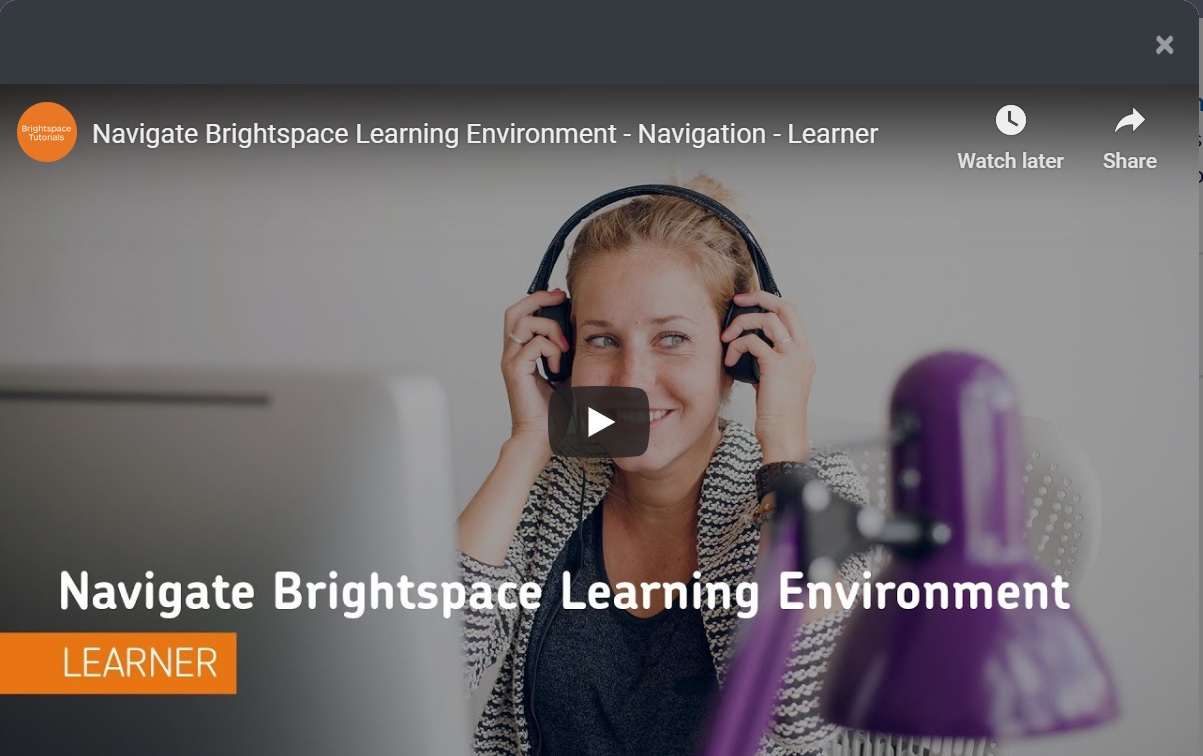 Brightspace
Tutorials
Navigate Brightspace Learning Environment - Navigation - Learner
Watch later
Share
Navigate Brightspace Learning Environment
LEARNER